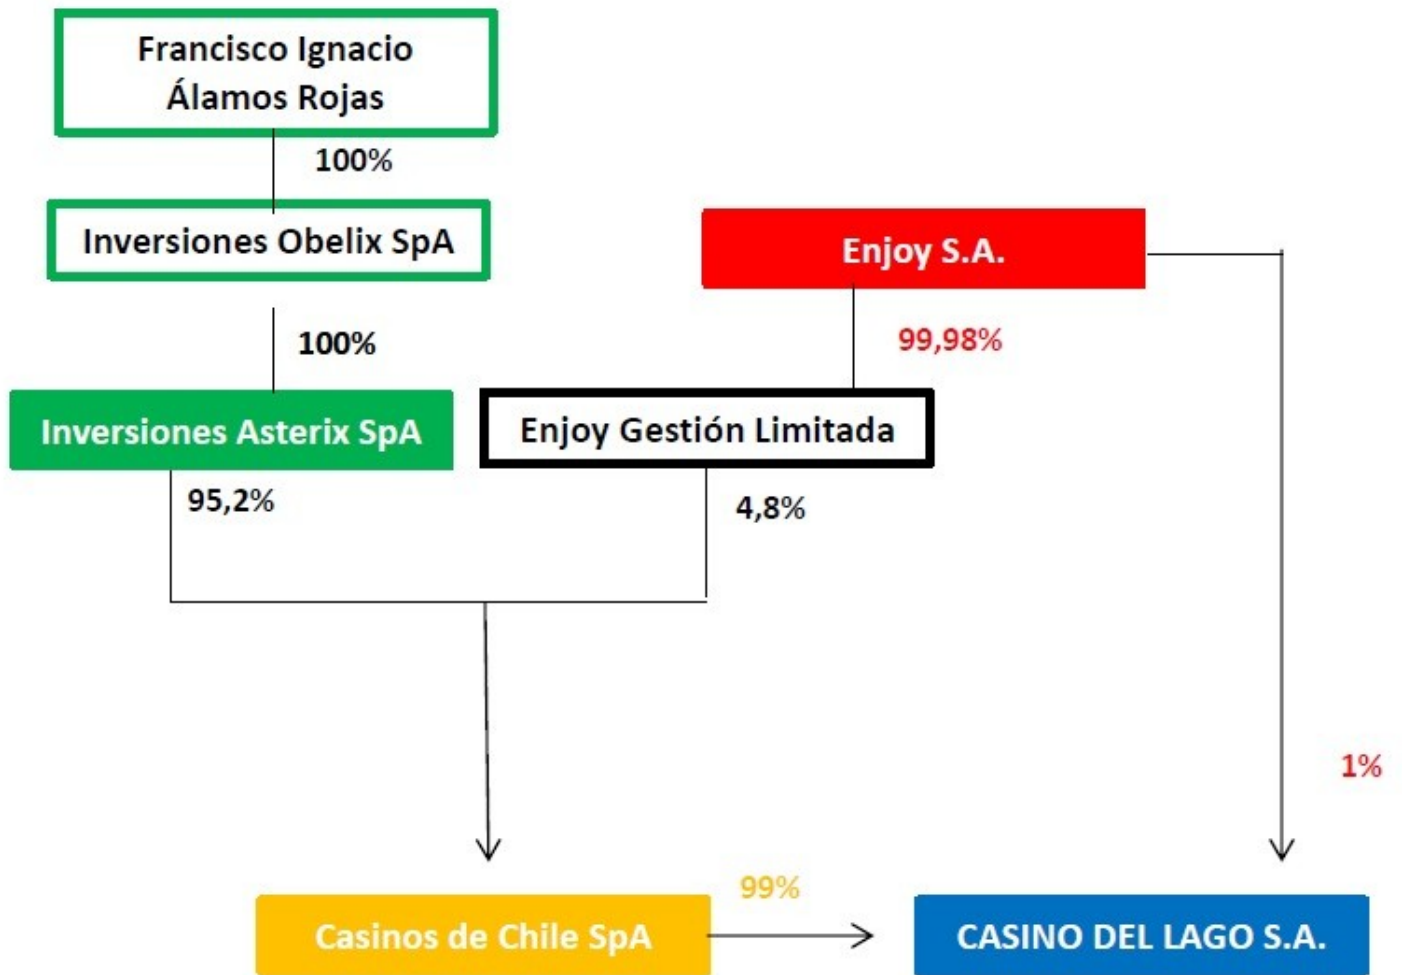 Francisco Ignacio
Álamos Rojas
100%
Inversiones Obelix SpA
Enjoy S.A.
100%
99,98%
Inversiones Asterix SpA
Enjoy Gestión Limitada
95,2%
4,8%
1%
99%
Casinos de Chile SpA
CASINO DEL LAGO S.A.